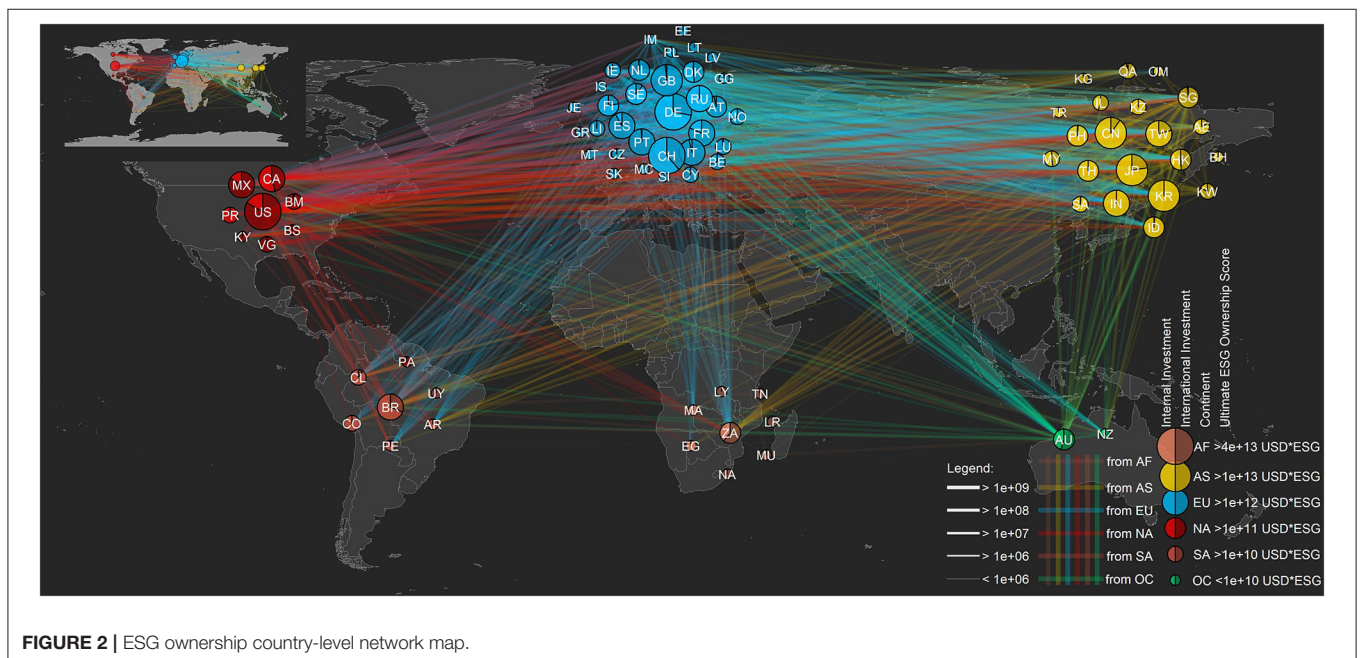 EE
IM
PL LT
LV
IE NL GB DK GG
IS
SE RU
JE FI DE AT
NO
GR LI ES FR
PT LU
MT CZ CH IT BE
MC
SK SI CY
QA OM
KG
SG
TR IL KZ
PH CN TW AE
MY HK BH
TH JP
SA IN KR KW
ID
MX CA
BM
PR US
BS
KY VG
PA
CL
UY
BR
CO AR
PE
LY TN
MA
LR
ZA
EG
MU
NA
AU NZ
Internal Investment
International Investment
Continent
Ultimate ESG Ownership Score
AF >4e+13 USD*ESG
AS >1e+13 USD*ESG
EU >1e+12 USD*ESG
NA >1e+11 USD*ESG
SA >1e+10 USD*ESG
OC <1e+10 USD*ESG
Legend:
> 1e+09
> 1e+08
> 1e+07
> 1e+06
< 1e+06
from AF
from AS
from EU
from NA
from SA
from OC
FIGURE 2 | ESG ownership country-level network map.